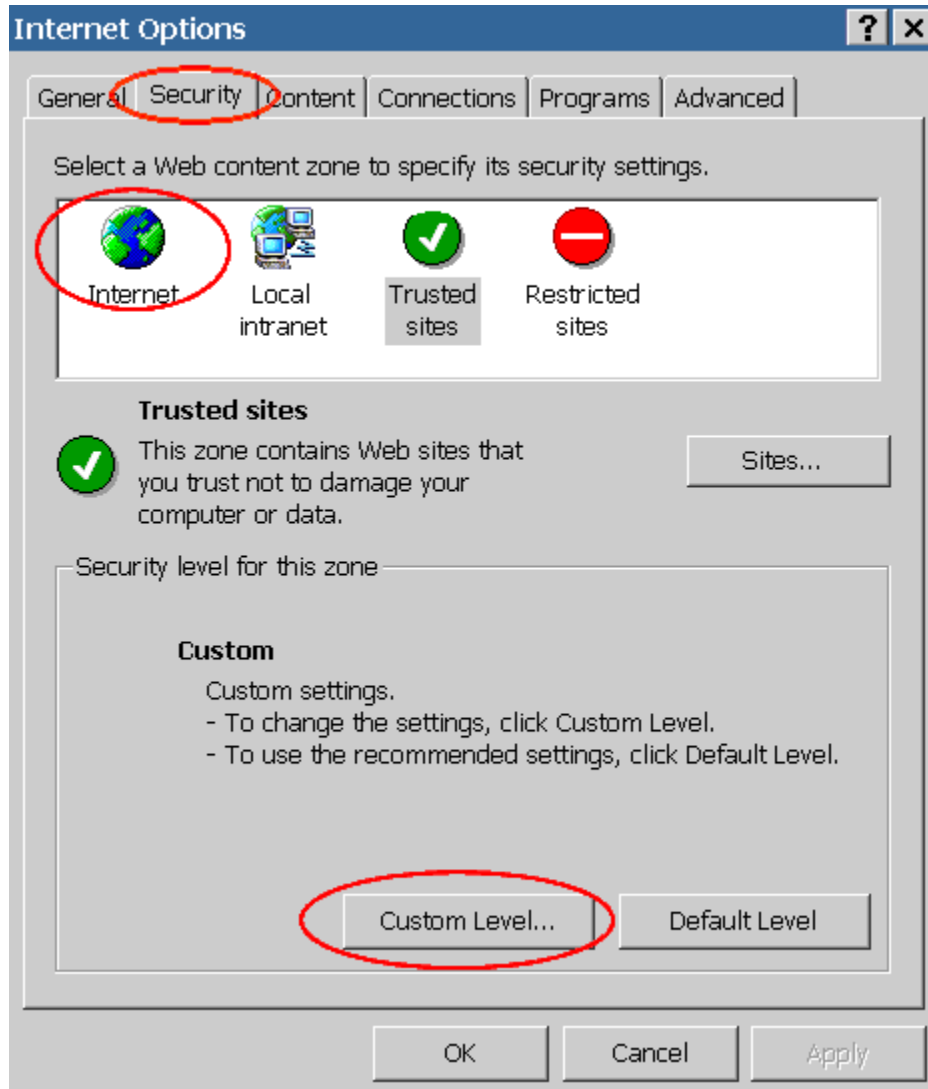 Internet Options
General Security Content Connections Programs Advanced
Select a Web content zone to specify its security settings.
Internet Local intranet Trusted sites Restricted sites
Trusted sites
This zone contains Web sites that
you trust not to damage your
computer or data.
Sites...
Security level for this zone
Custom
Custom settings.
- To change the settings, click Custom Level.
- To use the recommended settings, click Default Level.
Custom Level... Default Level
OK Cancel Apply